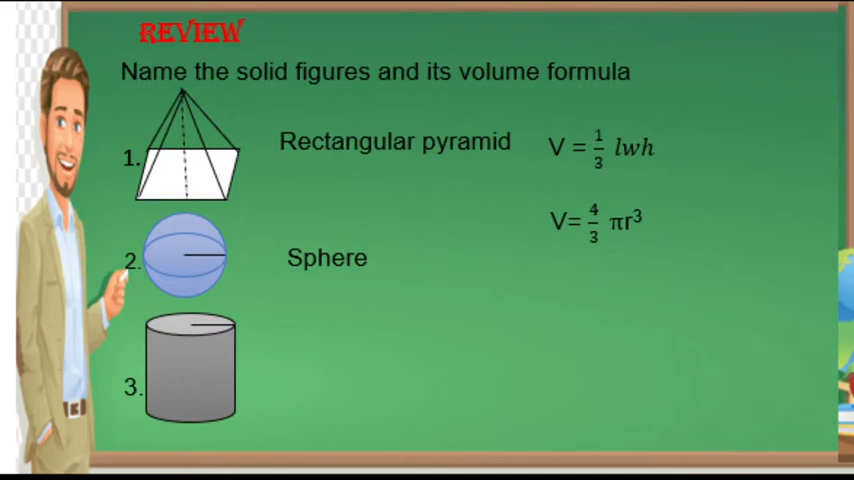 REVIEW
Name the solid figures and its volume formula
1. Rectangular pyramid V = 1/3 lwh
V= 4/3 πr³
2. Sphere
3.